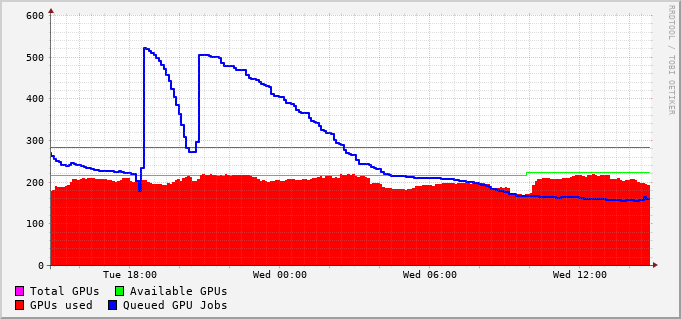 600
500
400
300
200
100
0
Tue 18:00 Wed 00:00 Wed 06:00 Wed 12:00
Total GPUs Available GPUs
GPUs used Queued GPU Jobs
RRDTOOL / TOBI OETIKER